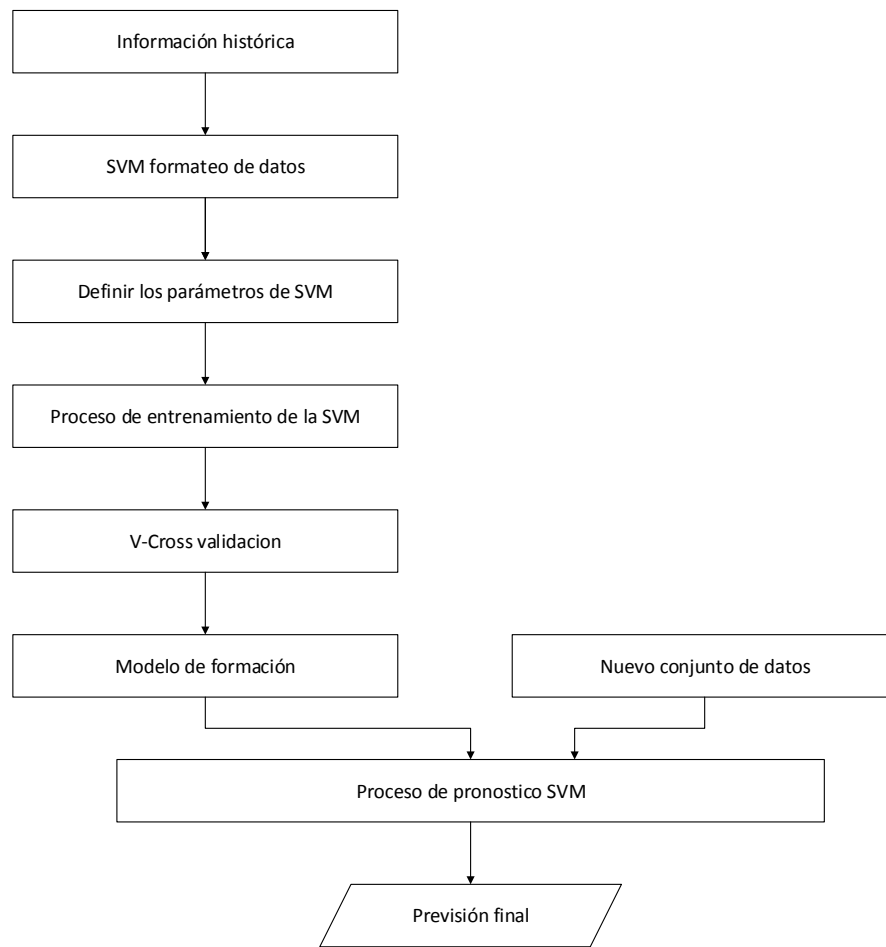 Información histórica
SVM formateo de datos
Definir los parámetros de SVM
Proceso de entrenamiento de la SVM
V-Cross validacion
Modelo de formación
Nuevo conjunto de datos
Proceso de pronostico SVM
Previsión final